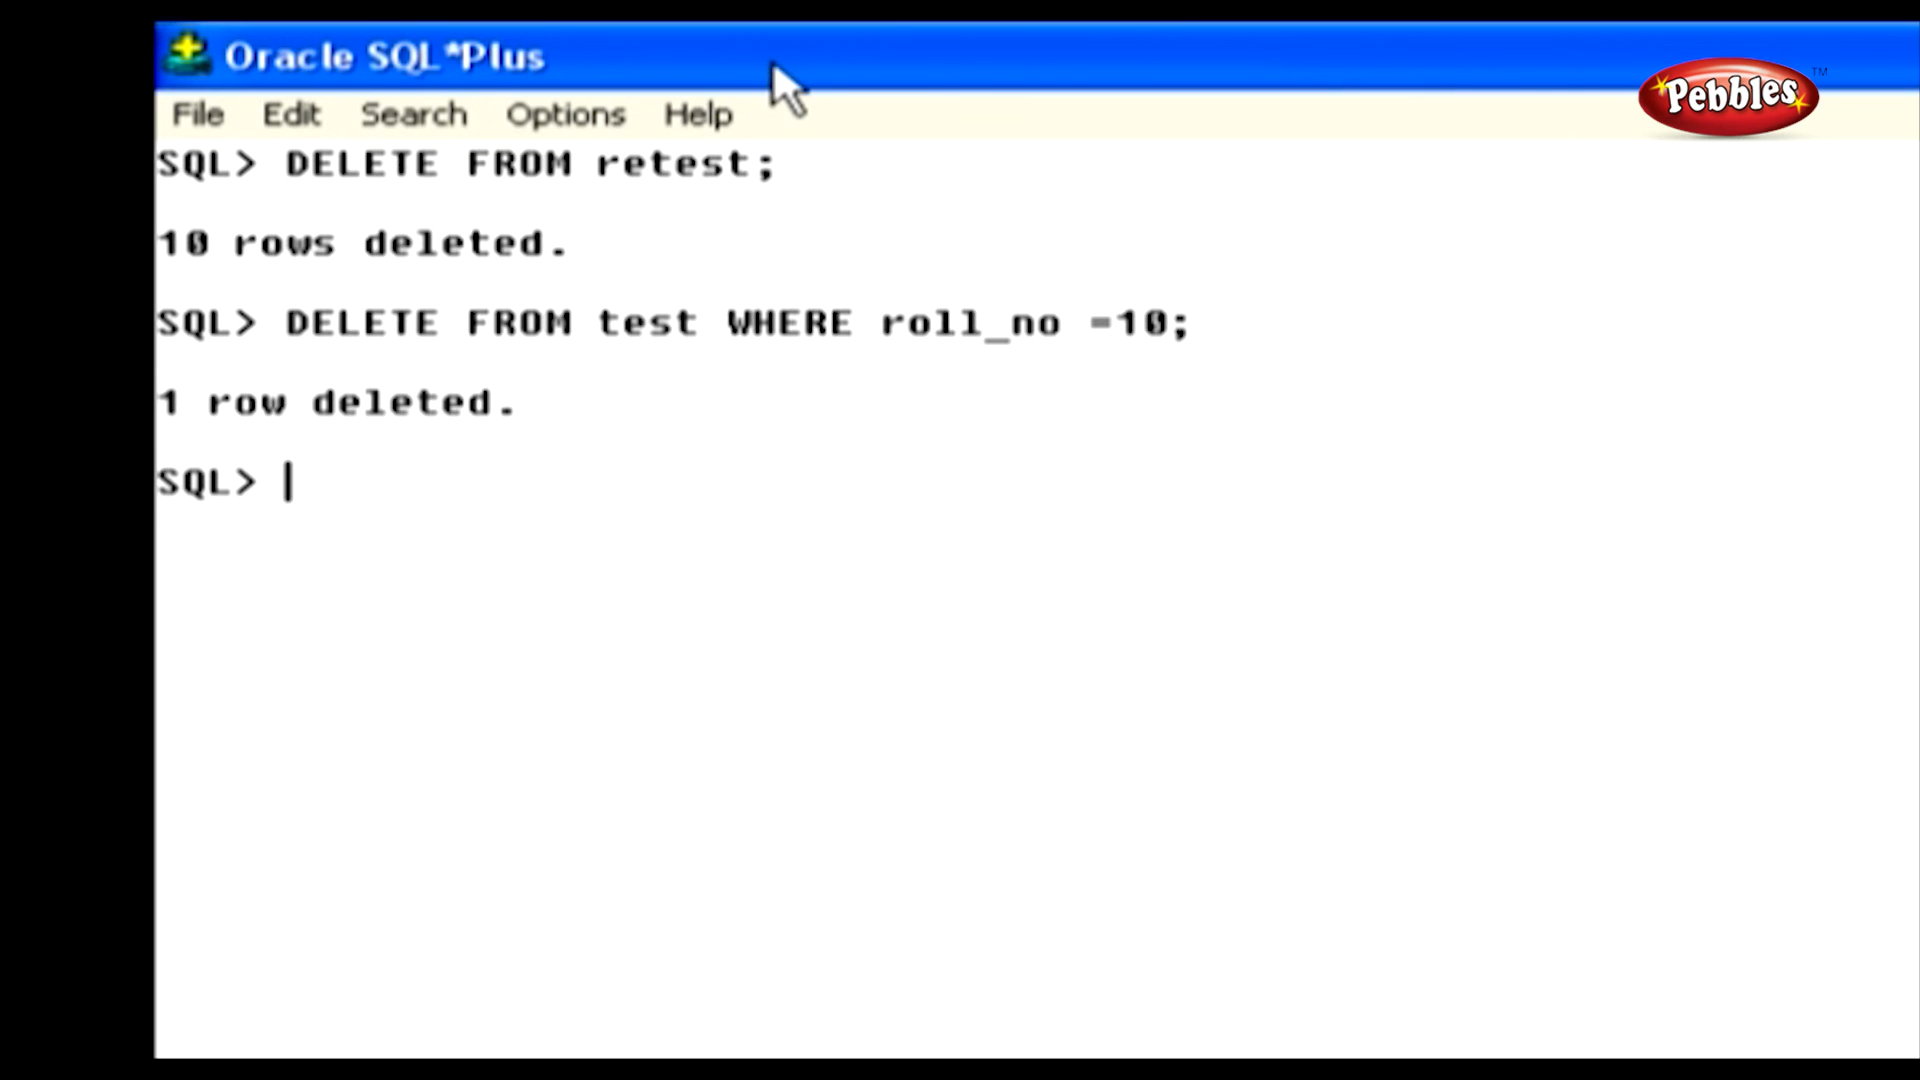 Oracle SQL*Plus
Pebbles™
File Edit Search Options Help
SQL> DELETE FROM retest;
10 rows deleted.
SQL> DELETE FROM test WHERE roll_no =10;
1 row deleted.
SQL>